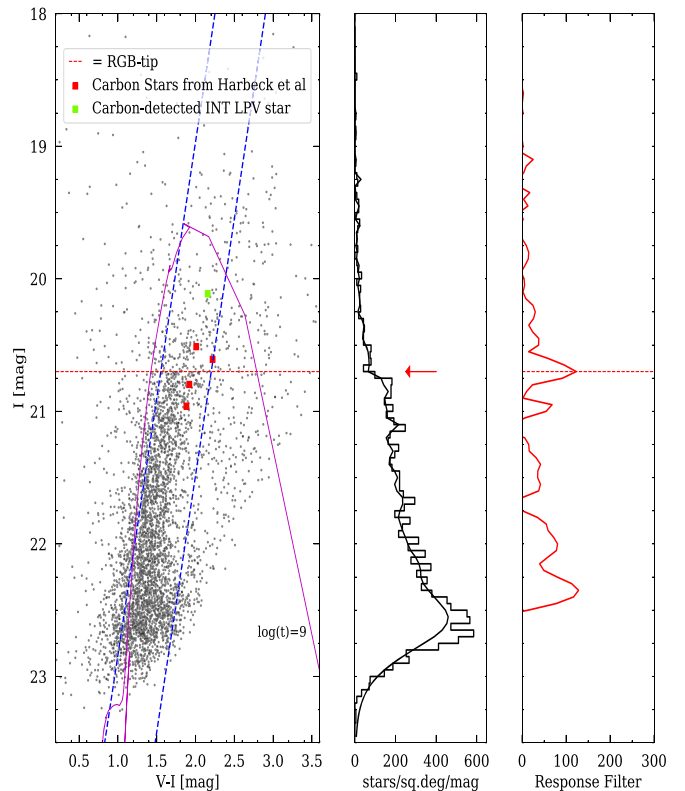 = RGB-tip
Carbon Stars from Harbeck et al
Carbon-detected INT LPV star
18
19
20
21
22
23
I [mag]
log(t)=9
1.0 1.5 2.0 2.5 3.0 3.5
V-I [mag]
0 200 400 600
stars/sq.deg/mag
0 100 200 300
Response Filter